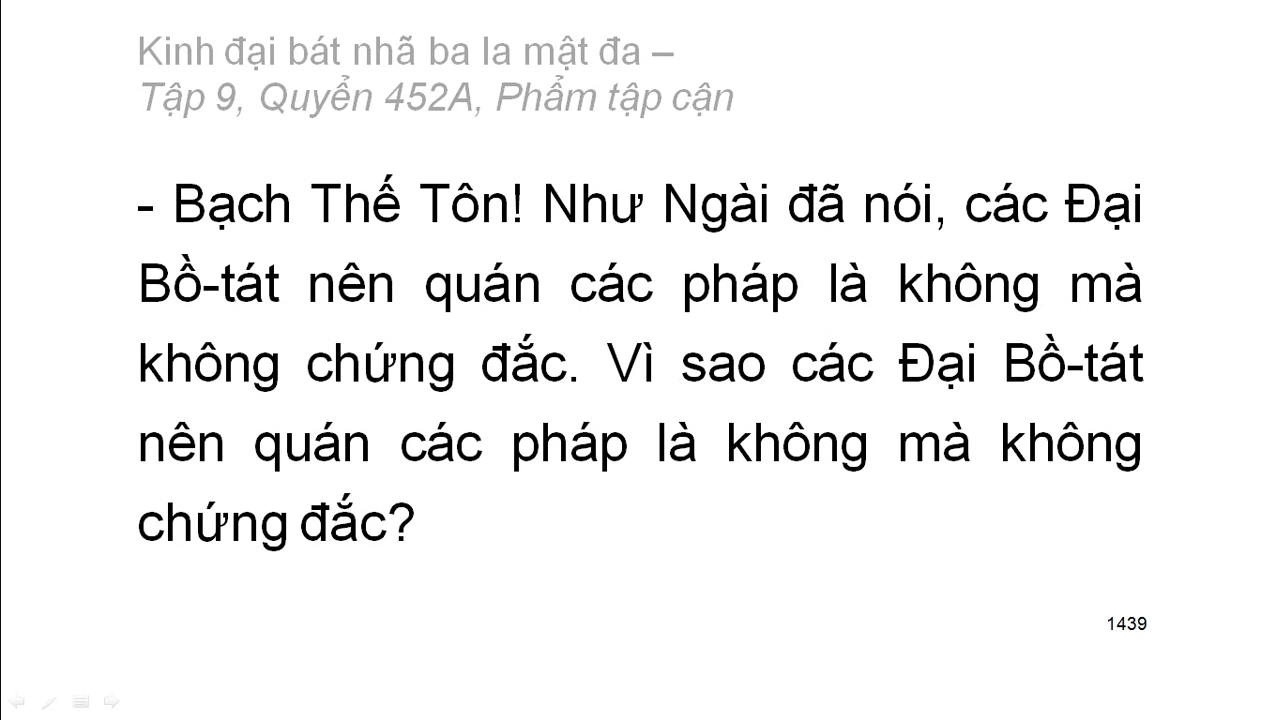 Kinh đại bát nhã ba la mật đa –
Tập 9, Quyển 452A, Phẩm tập cận
- Bạch Thế Tôn! Như Ngài đã nói, các Đại
Bồ-tát nên quán các pháp là không mà
không chứng đắc. Vì sao các Đại Bồ-tát
nên quán các pháp là không mà không
chứng đắc?
1439